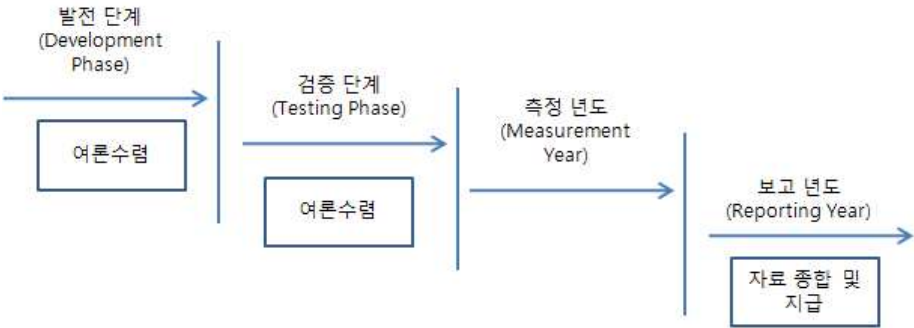 발전 단계
(Development
Phase)
여론수렴
검증 단계
(Testing Phase)
여론수렴
측정 년도
(Measurement
Year)
보고 년도
(Reporting Year)
자료 종합 및
지급